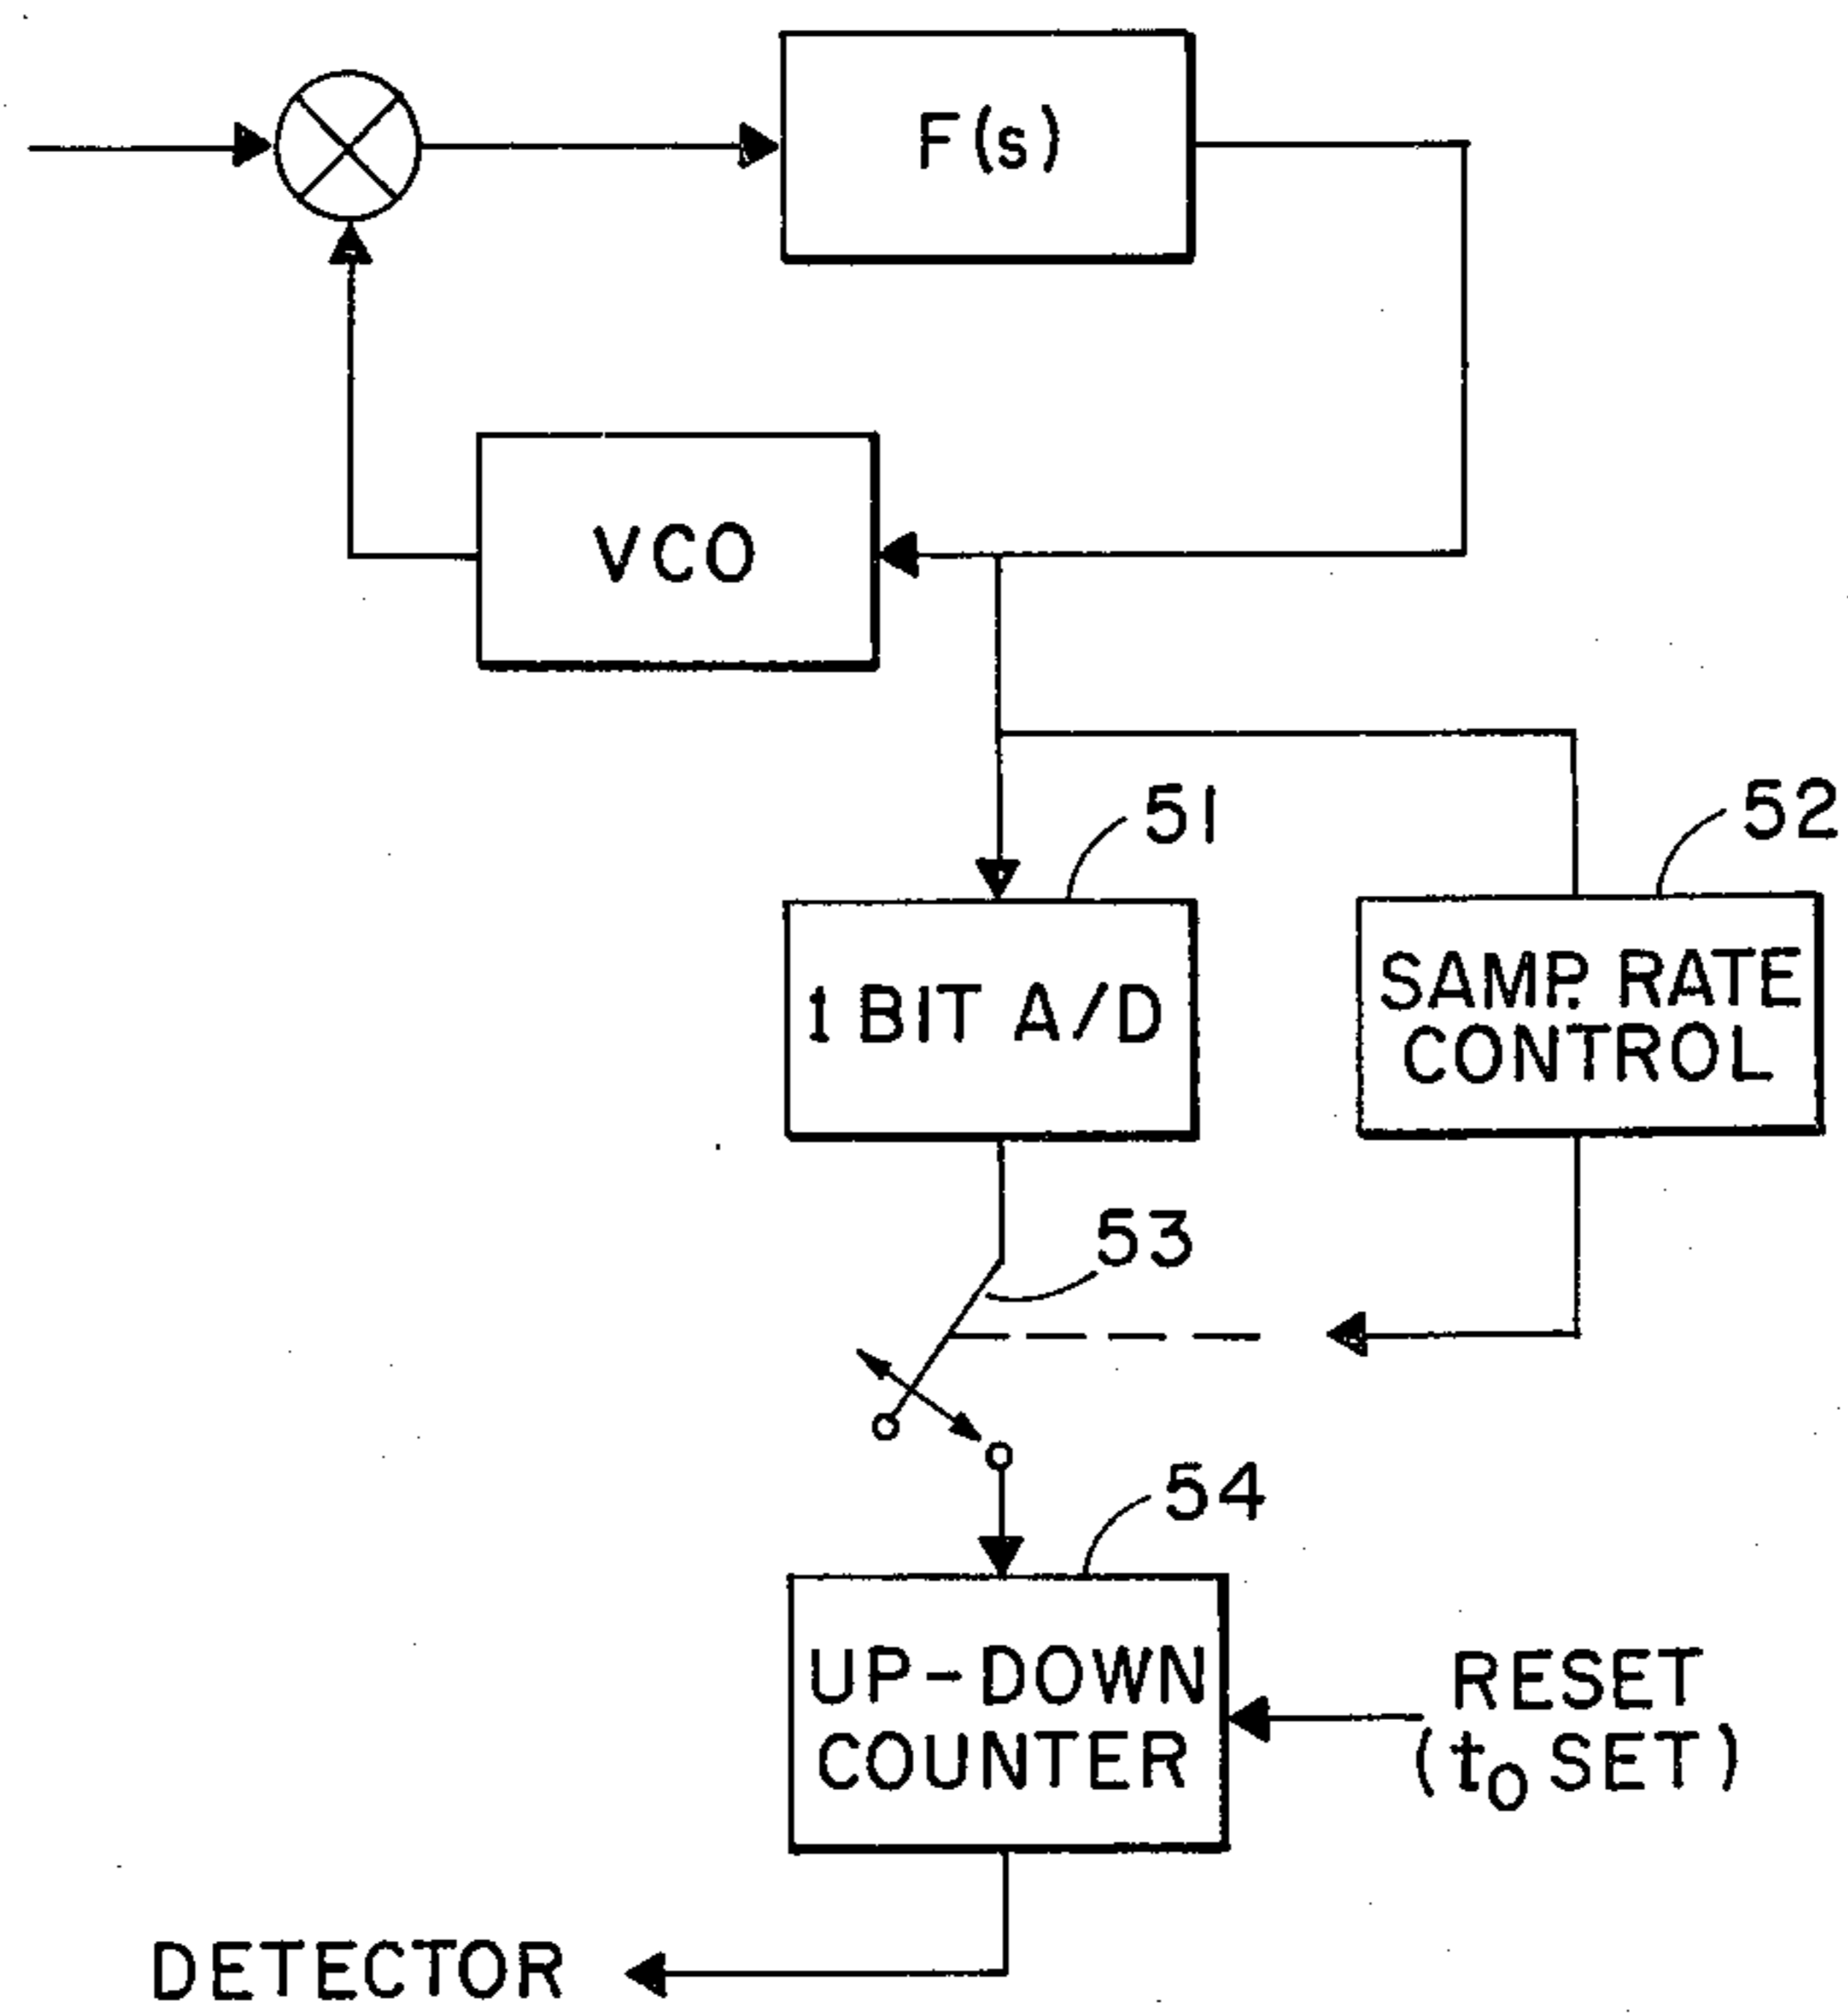 F(s)
VCO
51
52
1 BIT A/D
SAMP. RATE
CONTROL
53
54
UP-DOWN
COUNTER
RESET
(t₀ SET)
DETECTOR